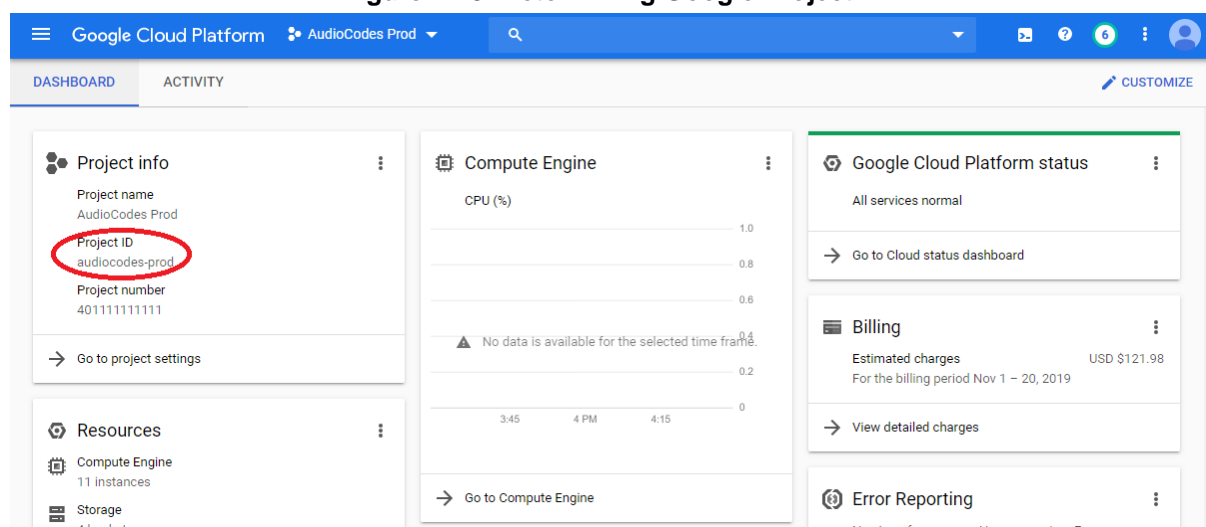 Google Cloud Platform AudioCodes Prod 6
DASHBOARD ACTIVITY CUSTOMIZE
Project info
Project name
AudioCodes Prod
Project ID
audiocodes-prod
Project number
401111111111
Go to project settings
Resources
Compute Engine
11 instances
Storage
Compute Engine
CPU (%)
1.0
0.8
0.6
0.4
No data is available for the selected time frame.
0.2
0
3:45 4 PM 4:15
Go to Compute Engine
Google Cloud Platform status
All services normal
Go to Cloud status dashboard
Billing
Estimated charges USD $121.98
For the billing period Nov 1 – 20, 2019
View detailed charges
Error Reporting